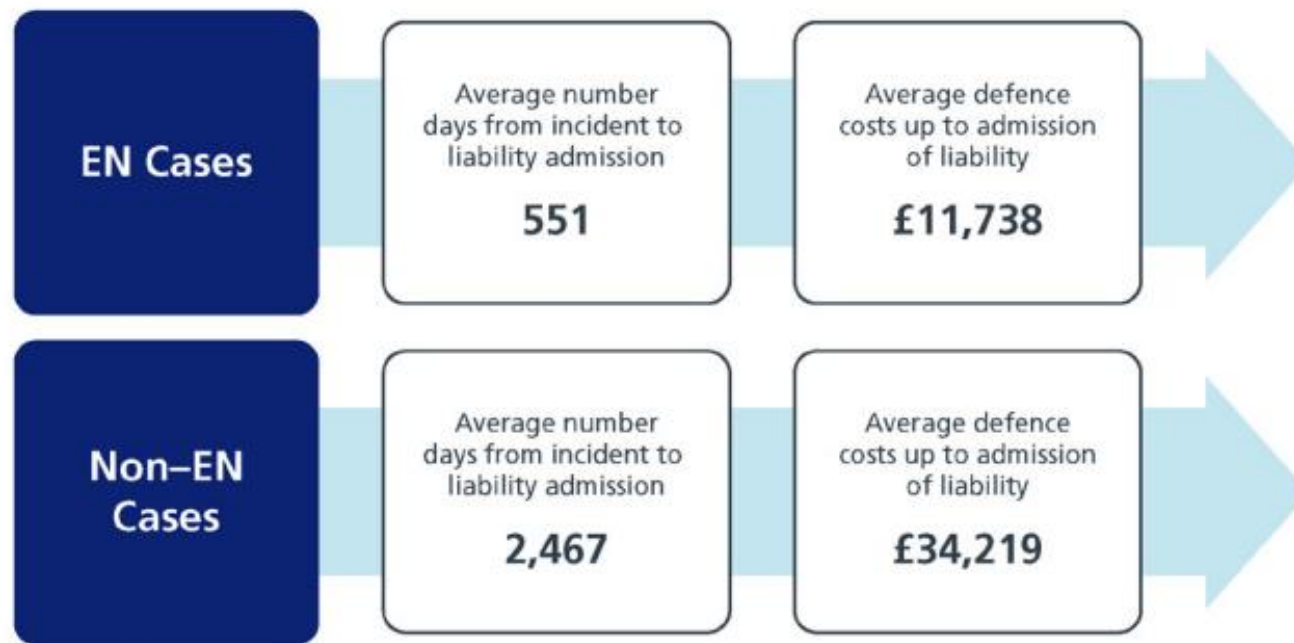 EN Cases
Average number
days from incident to
liability admission
551
Average defence
costs up to admission
of liability
£11,738
Non–EN
Cases
Average number
days from incident to
liability admission
2,467
Average defence
costs up to admission
of liability
£34,219